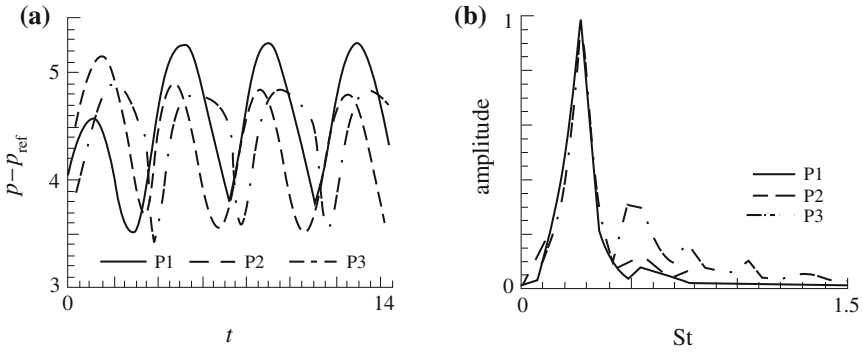 (a)
5
4
3
p−p_ref
P1 P2 P3
0 14
t
(b)
1
amplitude
0
P1
P2
P3
0 1.5
St